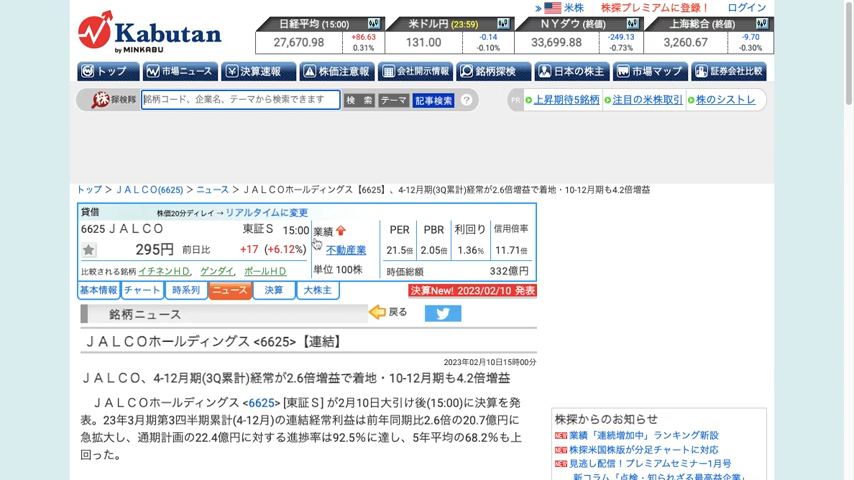 米株 株探プレミアムに登録！ ログイン
Kabutan
by MINKABU
日経平均 (15:00) 米ドル円 (23:59) ＮＹダウ (終値) 上海総合 (終値)
27,670.98 +86.63 0.31% 131.00 -0.14 -0.10% 33,699.88 -249.13 -0.73% 3,260.67 -9.70 -0.30%
トップ 市場ニュース 決算速報 株価注意報 会社開示情報 銘柄探検 日本の株主 市場マップ 証券会社比較
株 探検隊 銘柄コード、企業名、テーマから検索できます 検 索 テーマ 記事検索 ? PR 上昇期待5銘柄 注目の米株取引 株のシストレ
トップ > ＪＡＬＣＯ(6625) > ニュース > ＪＡＬＣＯホールディングス【6625】、4-12月期(3Q累計)経常が2.6倍増益で着地・10-12月期も4.2倍増益
貸借 株価20分ディレイ → リアルタイムに変更
6625 ＪＡＬＣＯ 東証Ｓ 15:00 業績 PER PBR 利回り 信用倍率
295円 前日比 +17 (+6.12%) 不動産業 21.5倍 2.05倍 1.36% 11.71倍
比較される銘柄 イチネンＨＤ, ゲンダイ, ボールＨＤ 単位 100株 時価総額 332億円
基本情報 チャート 時系列 ニュース 決算 大株主 決算New! 2023/02/10 発表
銘柄ニュース 戻る
ＪＡＬＣＯホールディングス <6625>【連結】
2023年02月10日15時00分
ＪＡＬＣＯ、4-12月期(3Q累計)経常が2.6倍増益で着地・10-12月期も4.2倍増益
ＪＡＬＣＯホールディングス <6625> [東証Ｓ] が2月10日大引け後(15:00)に決算を発
表。23年3月期第3四半期累計(4-12月)の連結経常利益は前年同期比2.6倍の20.7億円に
急拡大し、通期計画の22.4億円に対する進捗率は92.5%に達し、5年平均の68.2%も上
回った。
株探からのお知らせ
NEW 業績「連続増加中」ランキング新設
NEW 株探米国株版が分足チャートに対応
NEW 見逃し配信！プレミアムセミナー1月号
新コラム「点検・知られざる最高益企業」